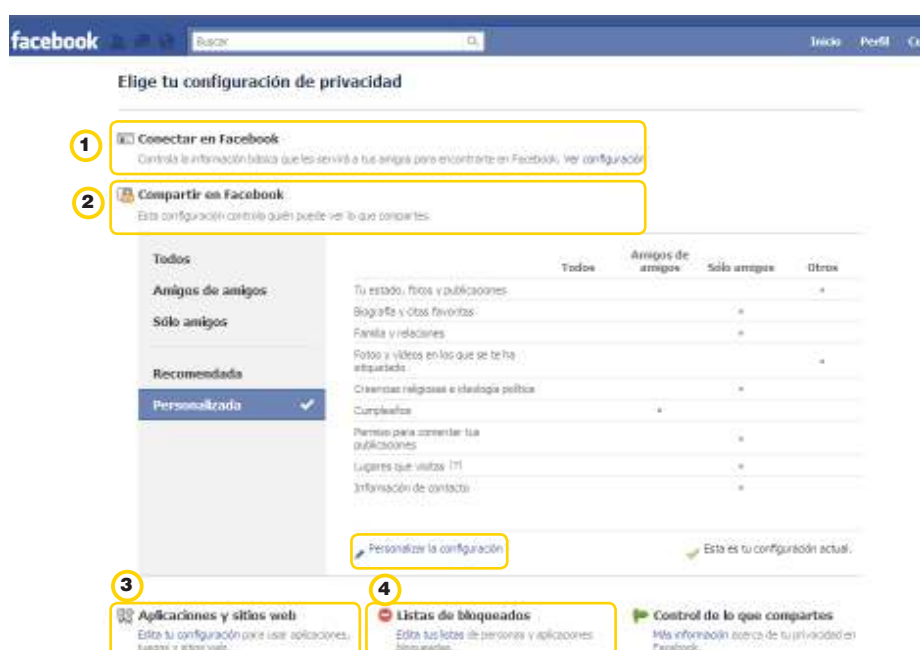 facebook
Buscar
Inicio Perfil
Elige tu configuración de privacidad
1
Conectar en Facebook
Controla la información básica que les servirá a tus amigos para encontrarte en Facebook. Ver configuración
2
Compartir en Facebook
Esta configuración controla quién puede ver lo que compartes.
Todos
Amigos de amigos
Sólo amigos
Recomendada
Personalizada
Todos Amigos de amigos Sólo amigos Otros
Tu estado, fotos y publicaciones
Biografía y citas favoritas
Familia y relaciones
Fotos y vídeos en los que se te ha
etiquetado
Creencias religiosas e ideología política
Cumpleaños
Permiso para comentar tus
publicaciones
Lugares que visitas [?]
Información de contacto
Personalizar la configuración
Esta es tu configuración actual.
3
Aplicaciones y sitios web
Edita tu configuración para usar aplicaciones,
juegos y sitios web.
4
Listas de bloqueados
Edita tus listas de personas y aplicaciones
bloqueadas.
Control de lo que compartes
Más información acerca de tu privacidad en
Facebook.